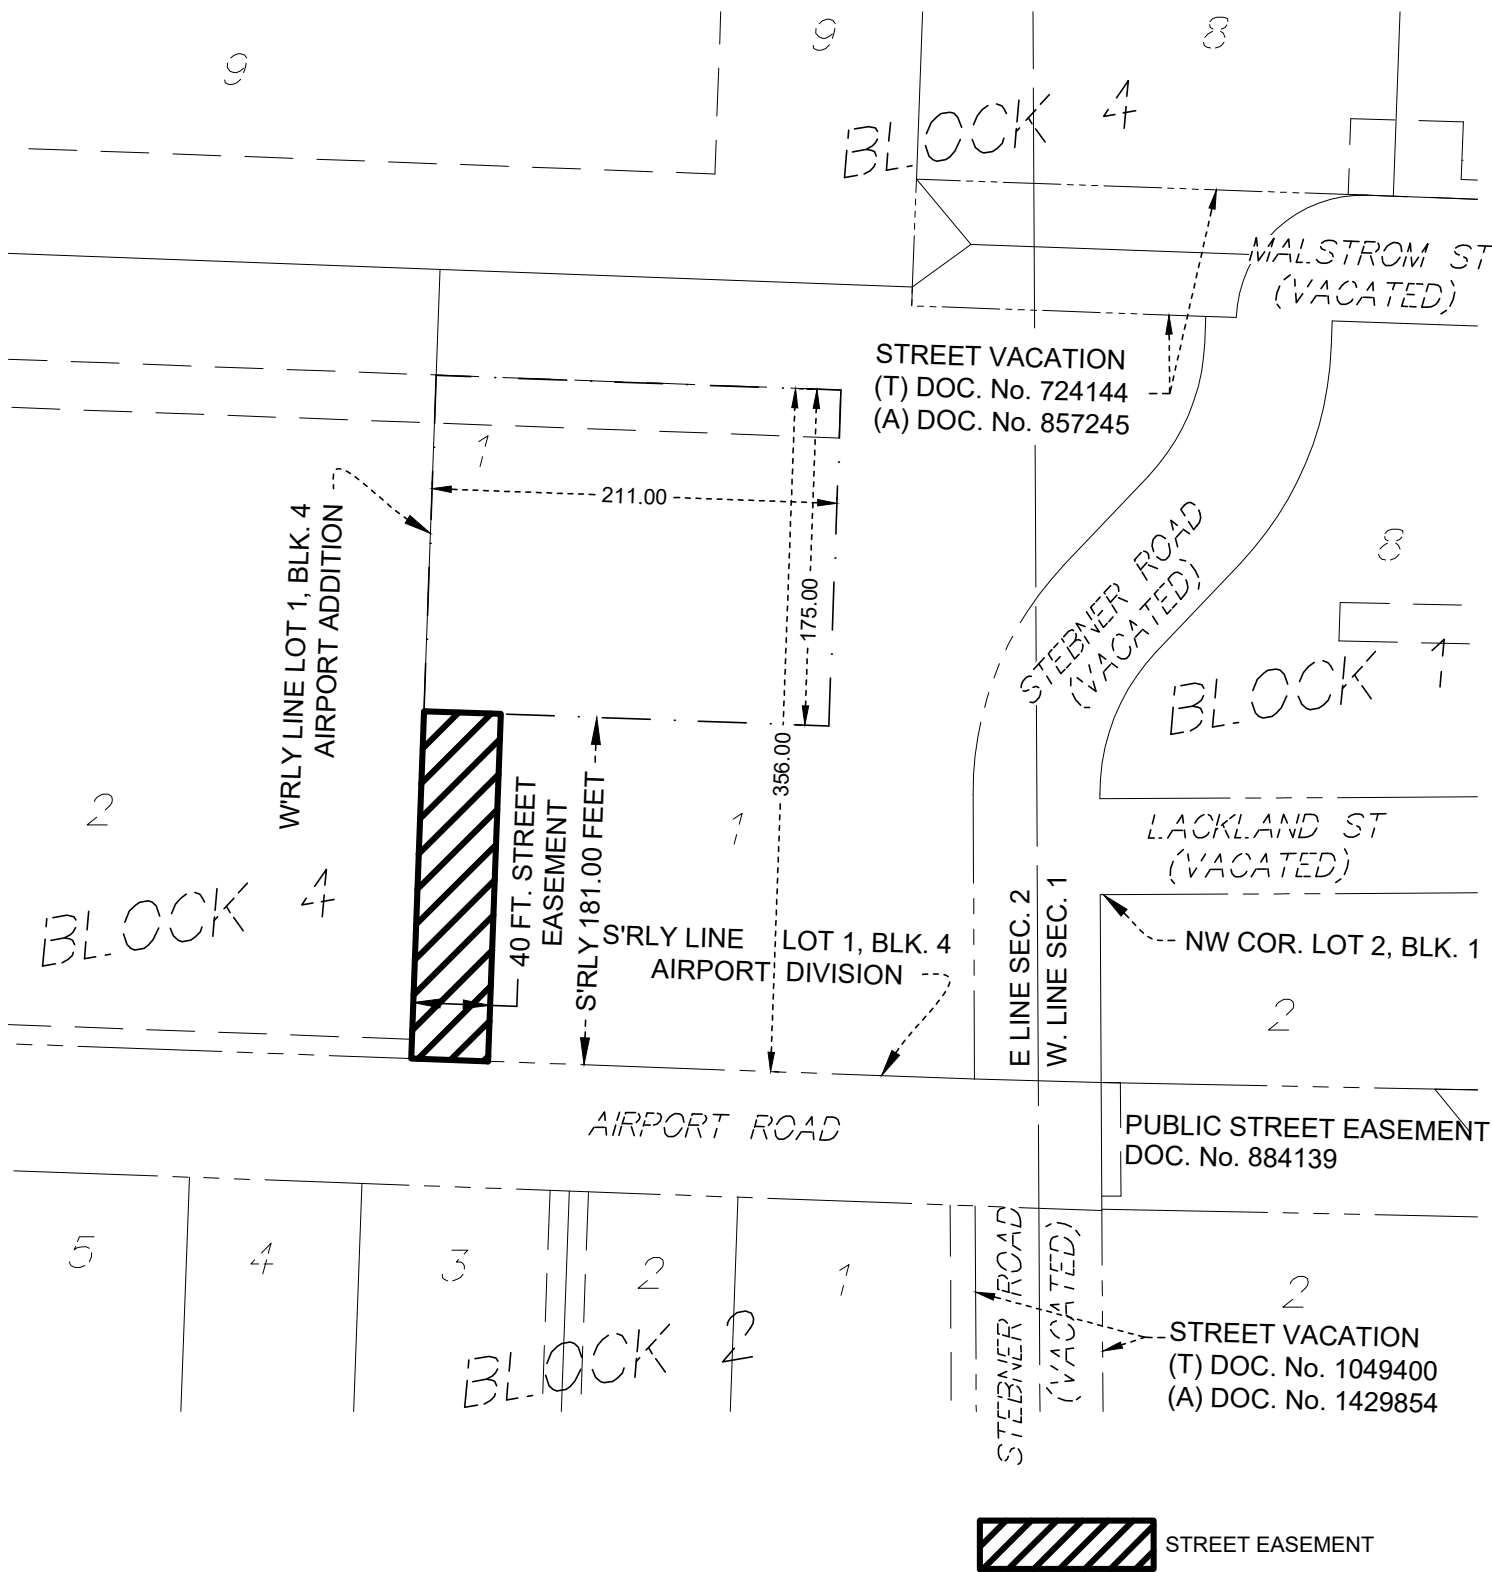 9
9
8
BLOCK 4
MALSTROM ST
(VACATED)
STREET VACATION
(T) DOC. No. 724144
(A) DOC. No. 857245
1
211.00
W'RLY LINE LOT 1, BLK. 4
AIRPORT ADDITION
175.00
356.00
STEBNER ROAD
(VACATED)
8
BLOCK 1
2
BLOCK 4
40 FT. STREET
EASEMENT
S'RLY 181.00 FEET
1
S'RLY LINE LOT 1, BLK. 4
AIRPORT DIVISION
LACKLAND ST
(VACATED)
E LINE SEC. 2
W. LINE SEC. 1
NW COR. LOT 2, BLK. 1
2
AIRPORT ROAD
PUBLIC STREET EASEMENT
DOC. No. 884139
5
4
3
2
1
BLOCK 2
STEBNER ROAD
(VACATED)
2
STREET VACATION
(T) DOC. No. 1049400
(A) DOC. No. 1429854
STREET EASEMENT